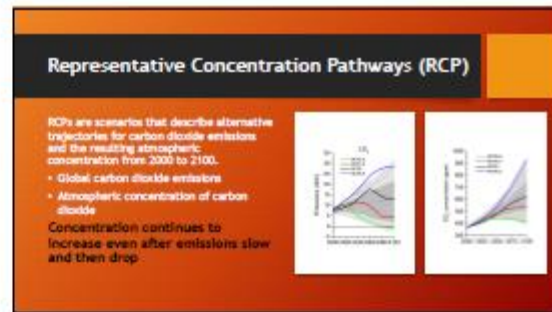 Representative Concentration Pathways (RCP)
RCPs are scenarios that describe alternative
trajectories for carbon dioxide emissions
and the resulting atmospheric
concentration from 2000 to 2100.
• Global carbon dioxide emissions
• Atmospheric concentration of carbon
dioxide
Concentration continues to
increase even after emissions slow
and then drop